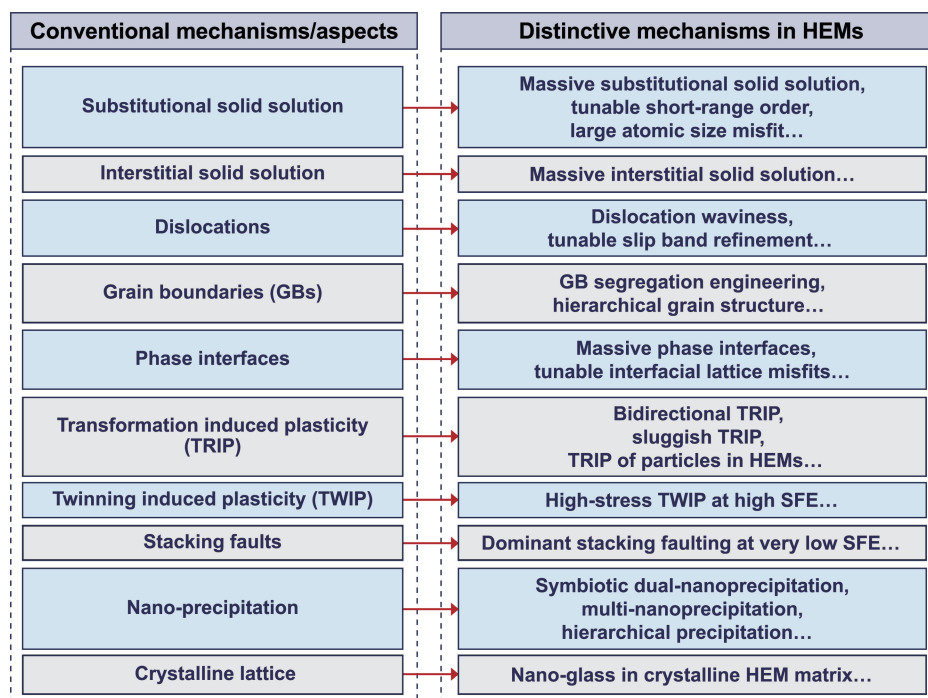 Conventional mechanisms/aspects
Distinctive mechanisms in HEMs
Substitutional solid solution
Massive substitutional solid solution,
tunable short-range order,
large atomic size misfit...
Interstitial solid solution
Massive interstitial solid solution...
Dislocations
Dislocation waviness,
tunable slip band refinement...
Grain boundaries (GBs)
GB segregation engineering,
hierarchical grain structure...
Phase interfaces
Massive phase interfaces,
tunable interfacial lattice misfits...
Transformation induced plasticity
(TRIP)
Bidirectional TRIP,
sluggish TRIP,
TRIP of particles in HEMs...
Twinning induced plasticity (TWIP)
High-stress TWIP at high SFE...
Stacking faults
Dominant stacking faulting at very low SFE...
Nano-precipitation
Symbiotic dual-nanoprecipitation,
multi-nanoprecipitation,
hierarchical precipitation...
Crystalline lattice
Nano-glass in crystalline HEM matrix...